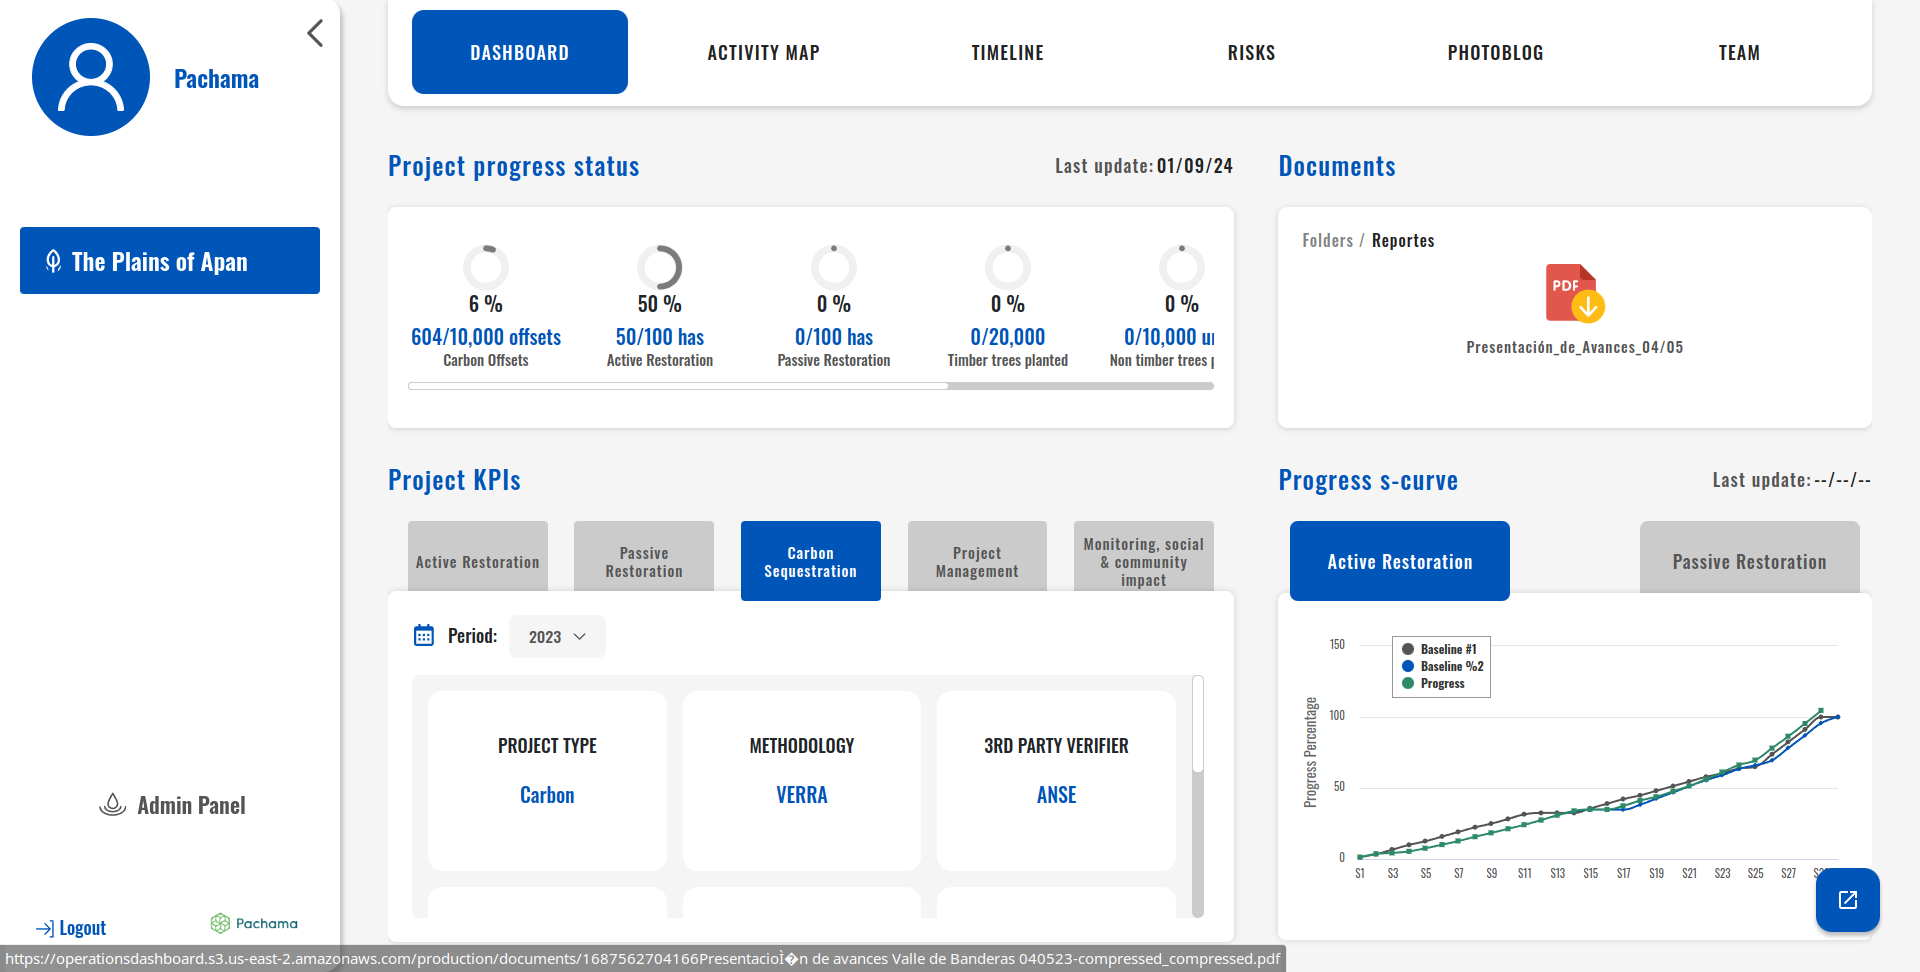 Pachama
The Plains of Apan
Admin Panel
Logout
Pachama
DASHBOARD
ACTIVITY MAP
TIMELINE
RISKS
PHOTOBLOG
TEAM
Project progress status
Last update: 01/09/24
6 %
604/10,000 offsets
Carbon Offsets
50 %
50/100 has
Active Restoration
0 %
0/100 has
Passive Restoration
0 %
0/20,000
Timber trees planted
0 %
0/10,000
Non timber trees
Documents
Folders / Reportes
PDF
Presentación_de_Avances_04/05
Project KPIs
Active Restoration
Passive
Restoration
Carbon
Sequestration
Project
Management
Monitoring, social
& community
impact
Period:
2023
PROJECT TYPE
Carbon
METHODOLOGY
VERRA
3RD PARTY VERIFIER
ANSE
Progress s-curve
Last update: --/--/--
Active Restoration
Passive Restoration
Baseline #1
Baseline %2
Progress
Progress Percentage
150
100
50
0
S1 S3 S5 S7 S9 S11 S13 S15 S17 S19 S21 S23 S25 S27
https://operationsdashboard.s3.us-east-2.amazonaws.com/production/documents/1687562704166PresentacioÌ�n de avances Valle de Banderas 040523-compressed_compressed.pdf